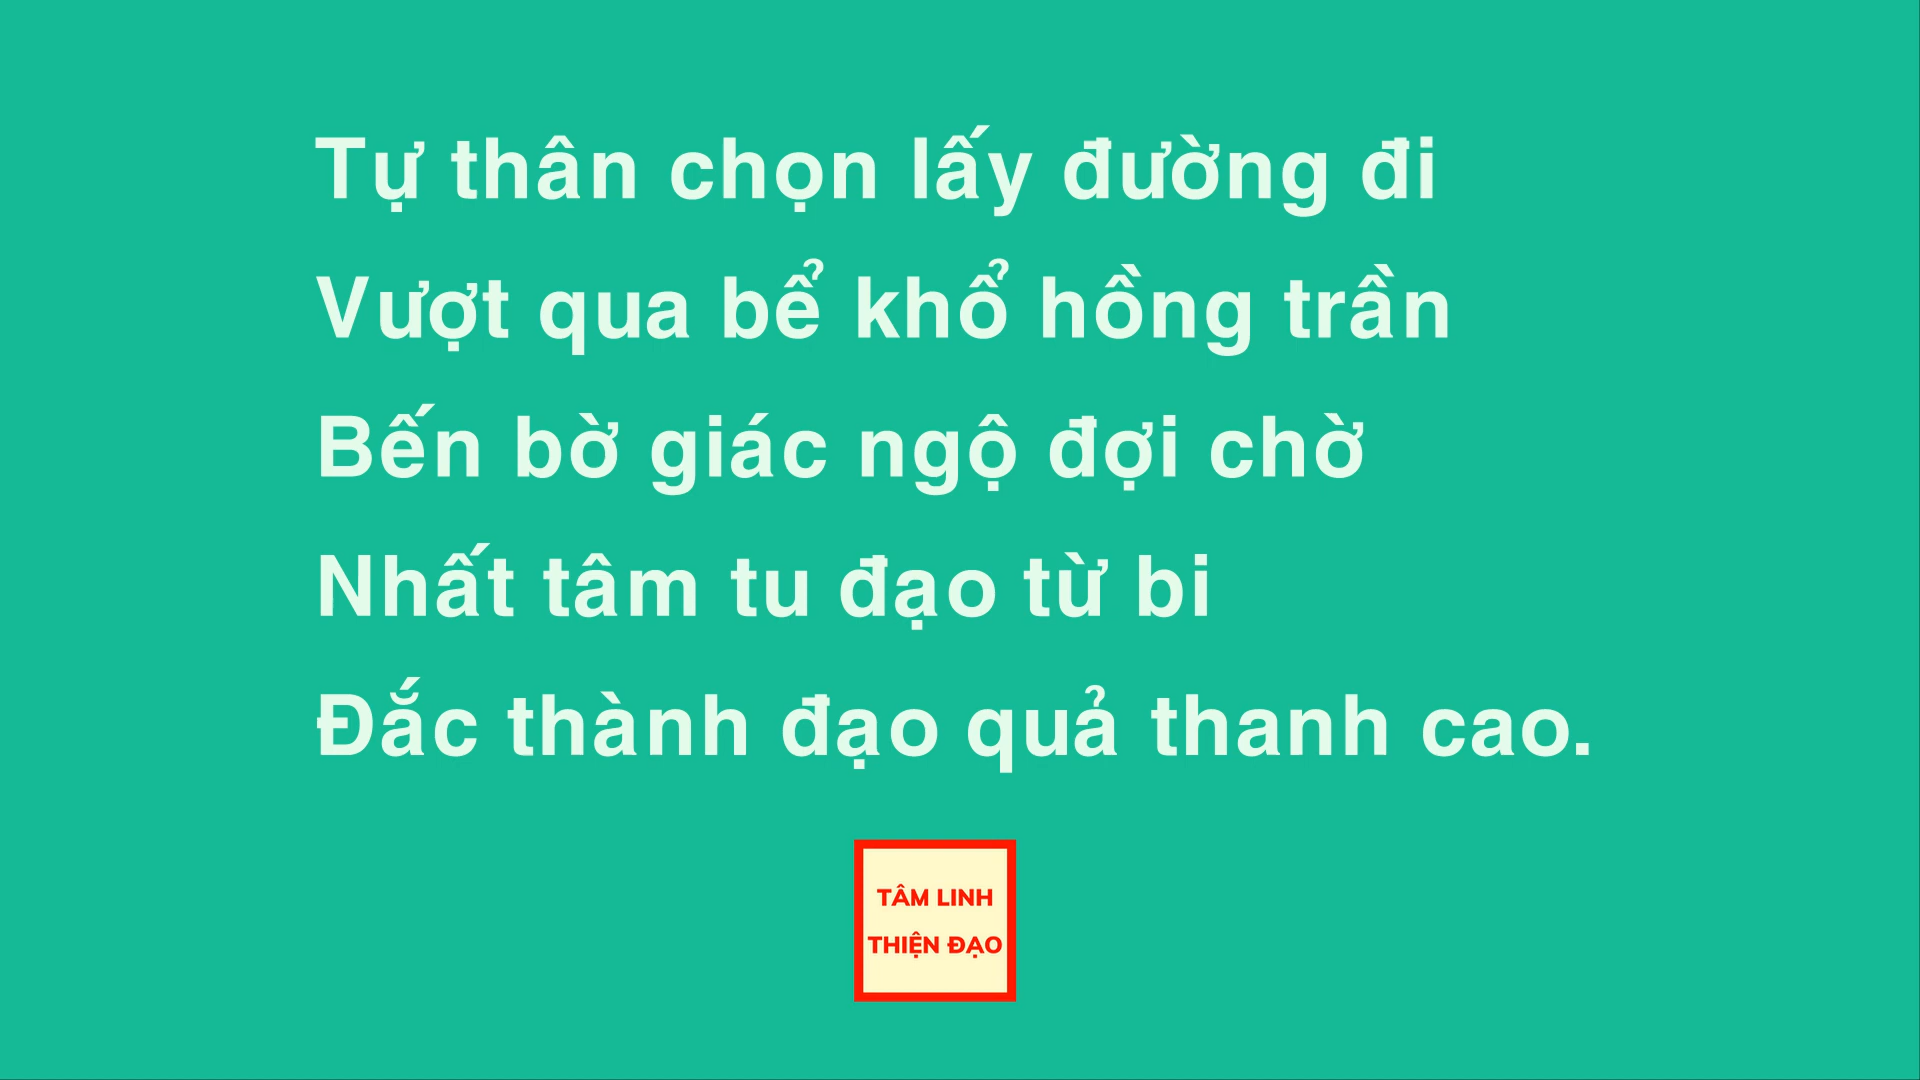 Tự thân chọn lấy đường đi
Vượt qua bể khổ hồng trần
Bến bờ giác ngộ đợi chờ
Nhất tâm tu đạo từ bi
Đắc thành đạo quả thanh cao.
TÂM LINH
THIỆN ĐẠO